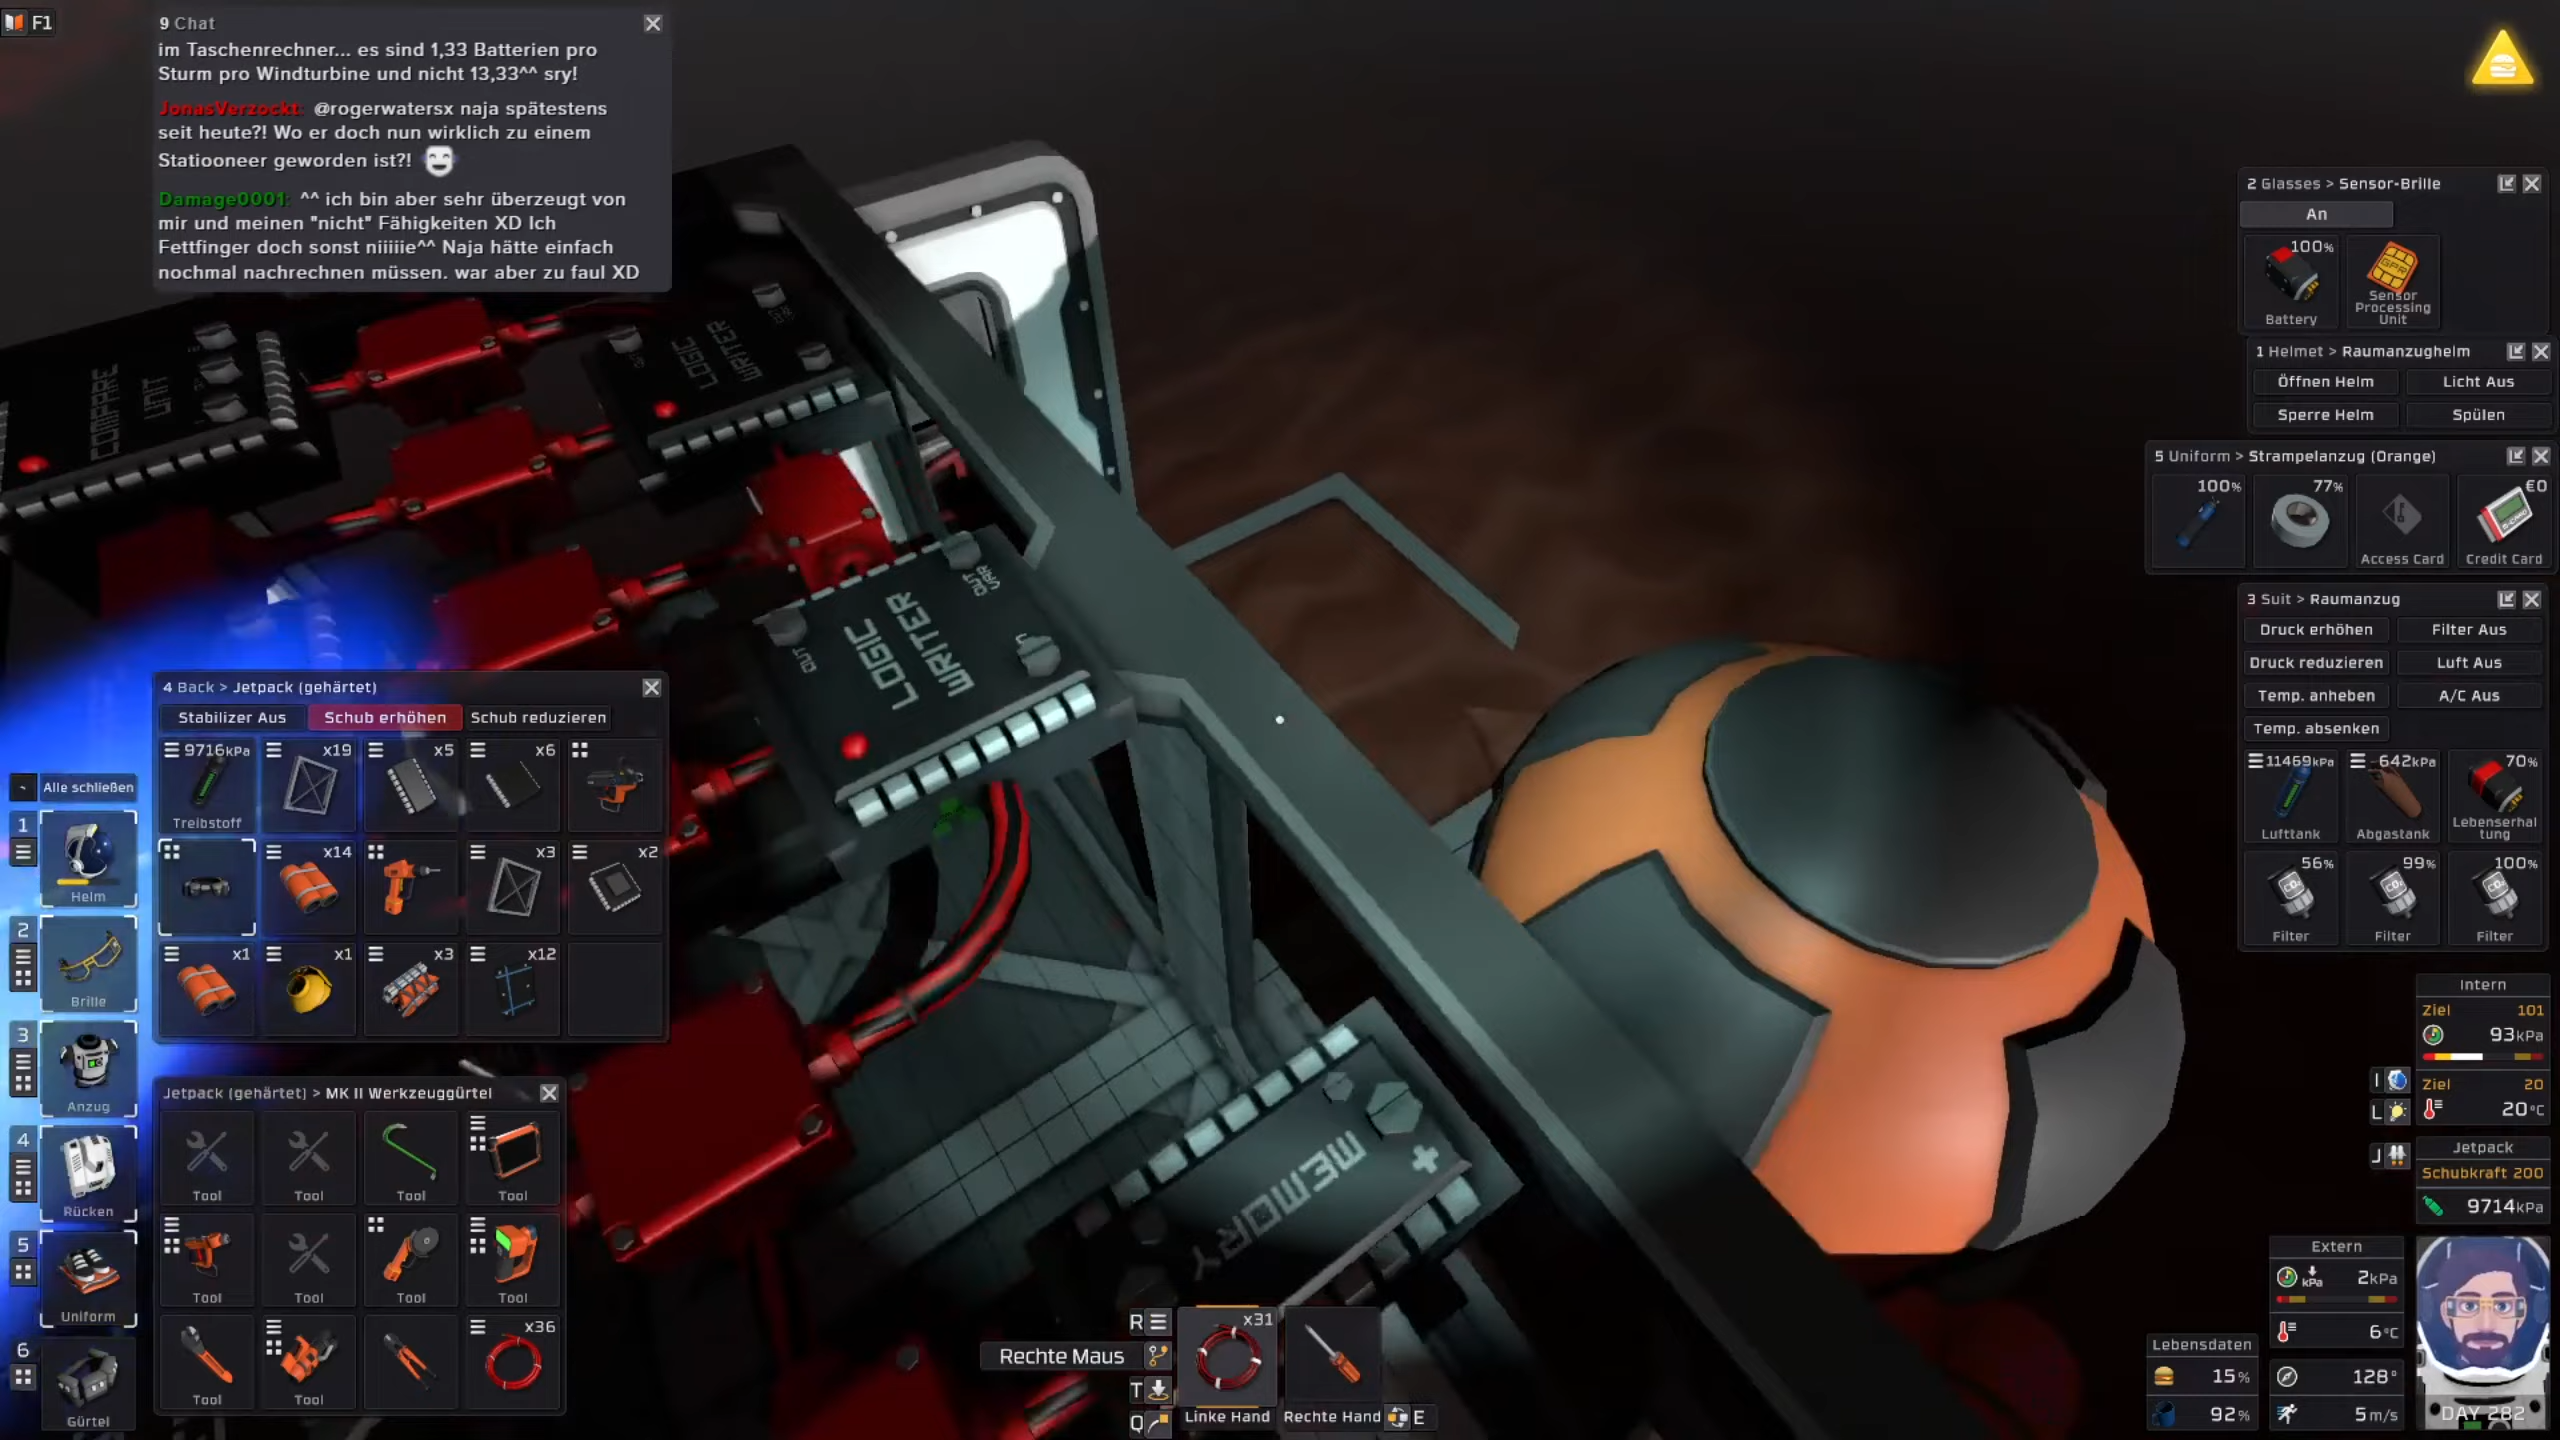 F1
9 Chat
im Taschenrechner... es sind 1,33 Batterien pro
Sturm pro Windturbine und nicht 13,33^^ sry!
JonasVerzockt: @rogerwatersx naja spätestens
seit heute?! Wo er doch nun wirklich zu einem
Statiooneer geworden ist?!
Damage0001: ^^ ich bin aber sehr überzeugt von
mir und meinen "nicht" Fähigkeiten XD Ich
Fettfinger doch sonst niiiiie^^ Naja hätte einfach
nochmal nachrechnen müssen. war aber zu faul XD
2 Glasses > Sensor-Brille
An
100%
Battery
Sensor
Processing
Unit
1 Helmet > Raumanzughelm
Öffnen Helm
Licht Aus
Sperre Helm
Spülen
5 Uniform > Strampelanzug (Orange)
100%
77%
€0
Access Card
Credit Card
3 Suit > Raumanzug
Druck erhöhen
Filter Aus
Druck reduzieren
Luft Aus
Temp. anheben
A/C Aus
Temp. absenken
11469kPa
642kPa
70%
Lufttank
Abgastank
Lebenserhal
tung
56%
99%
100%
Filter
Filter
Filter
COMPARE
UNIT
LOGIC
WRITER
LOGIC
WRITER
OUT
OUT
VAR
IN
MEMORY
+
4 Back > Jetpack (gehärtet)
Stabilizer Aus
Schub erhöhen
Schub reduzieren
9716kPa
x19
x5
x6
Treibstoff
x14
x3
x2
x1
x1
x3
x12
Jetpack (gehärtet) > MK II Werkzeuggürtel
Tool
Tool
Tool
Tool
Tool
Tool
Tool
Tool
Tool
Tool
x36
~
Alle schließen
1
Helm
2
Brille
3
Anzug
4
Rücken
5
Uniform
6
Gürtel
R
Rechte Maus
T
Q
x31
Linke Hand
Rechte Hand
E
Intern
Ziel 101
93kPa
I
Ziel 20
L
20°C
Jetpack
J
Schubkraft 200
9714kPa
Extern
kPa
2kPa
6°C
Lebensdaten
15%
128°
92%
5m/s
DAY 282